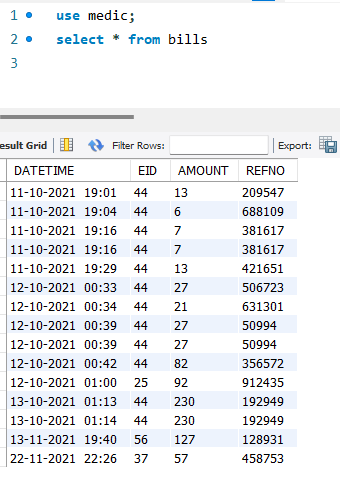 1 use medic;
2 select * from bills
3
esult Grid Filter Rows: Export:
DATETIME EID AMOUNT REFNO
11-10-2021 19:01 44 13 209547
11-10-2021 19:04 44 6 688109
11-10-2021 19:16 44 7 381617
11-10-2021 19:16 44 7 381617
11-10-2021 19:29 44 13 421651
12-10-2021 00:33 44 27 506723
12-10-2021 00:34 44 21 631301
12-10-2021 00:39 44 27 50994
12-10-2021 00:39 44 27 50994
12-10-2021 00:42 44 82 356572
12-10-2021 01:00 25 92 912435
13-10-2021 01:13 44 230 192949
13-10-2021 01:14 44 230 192949
13-11-2021 19:40 56 127 128931
22-11-2021 22:26 37 57 458753